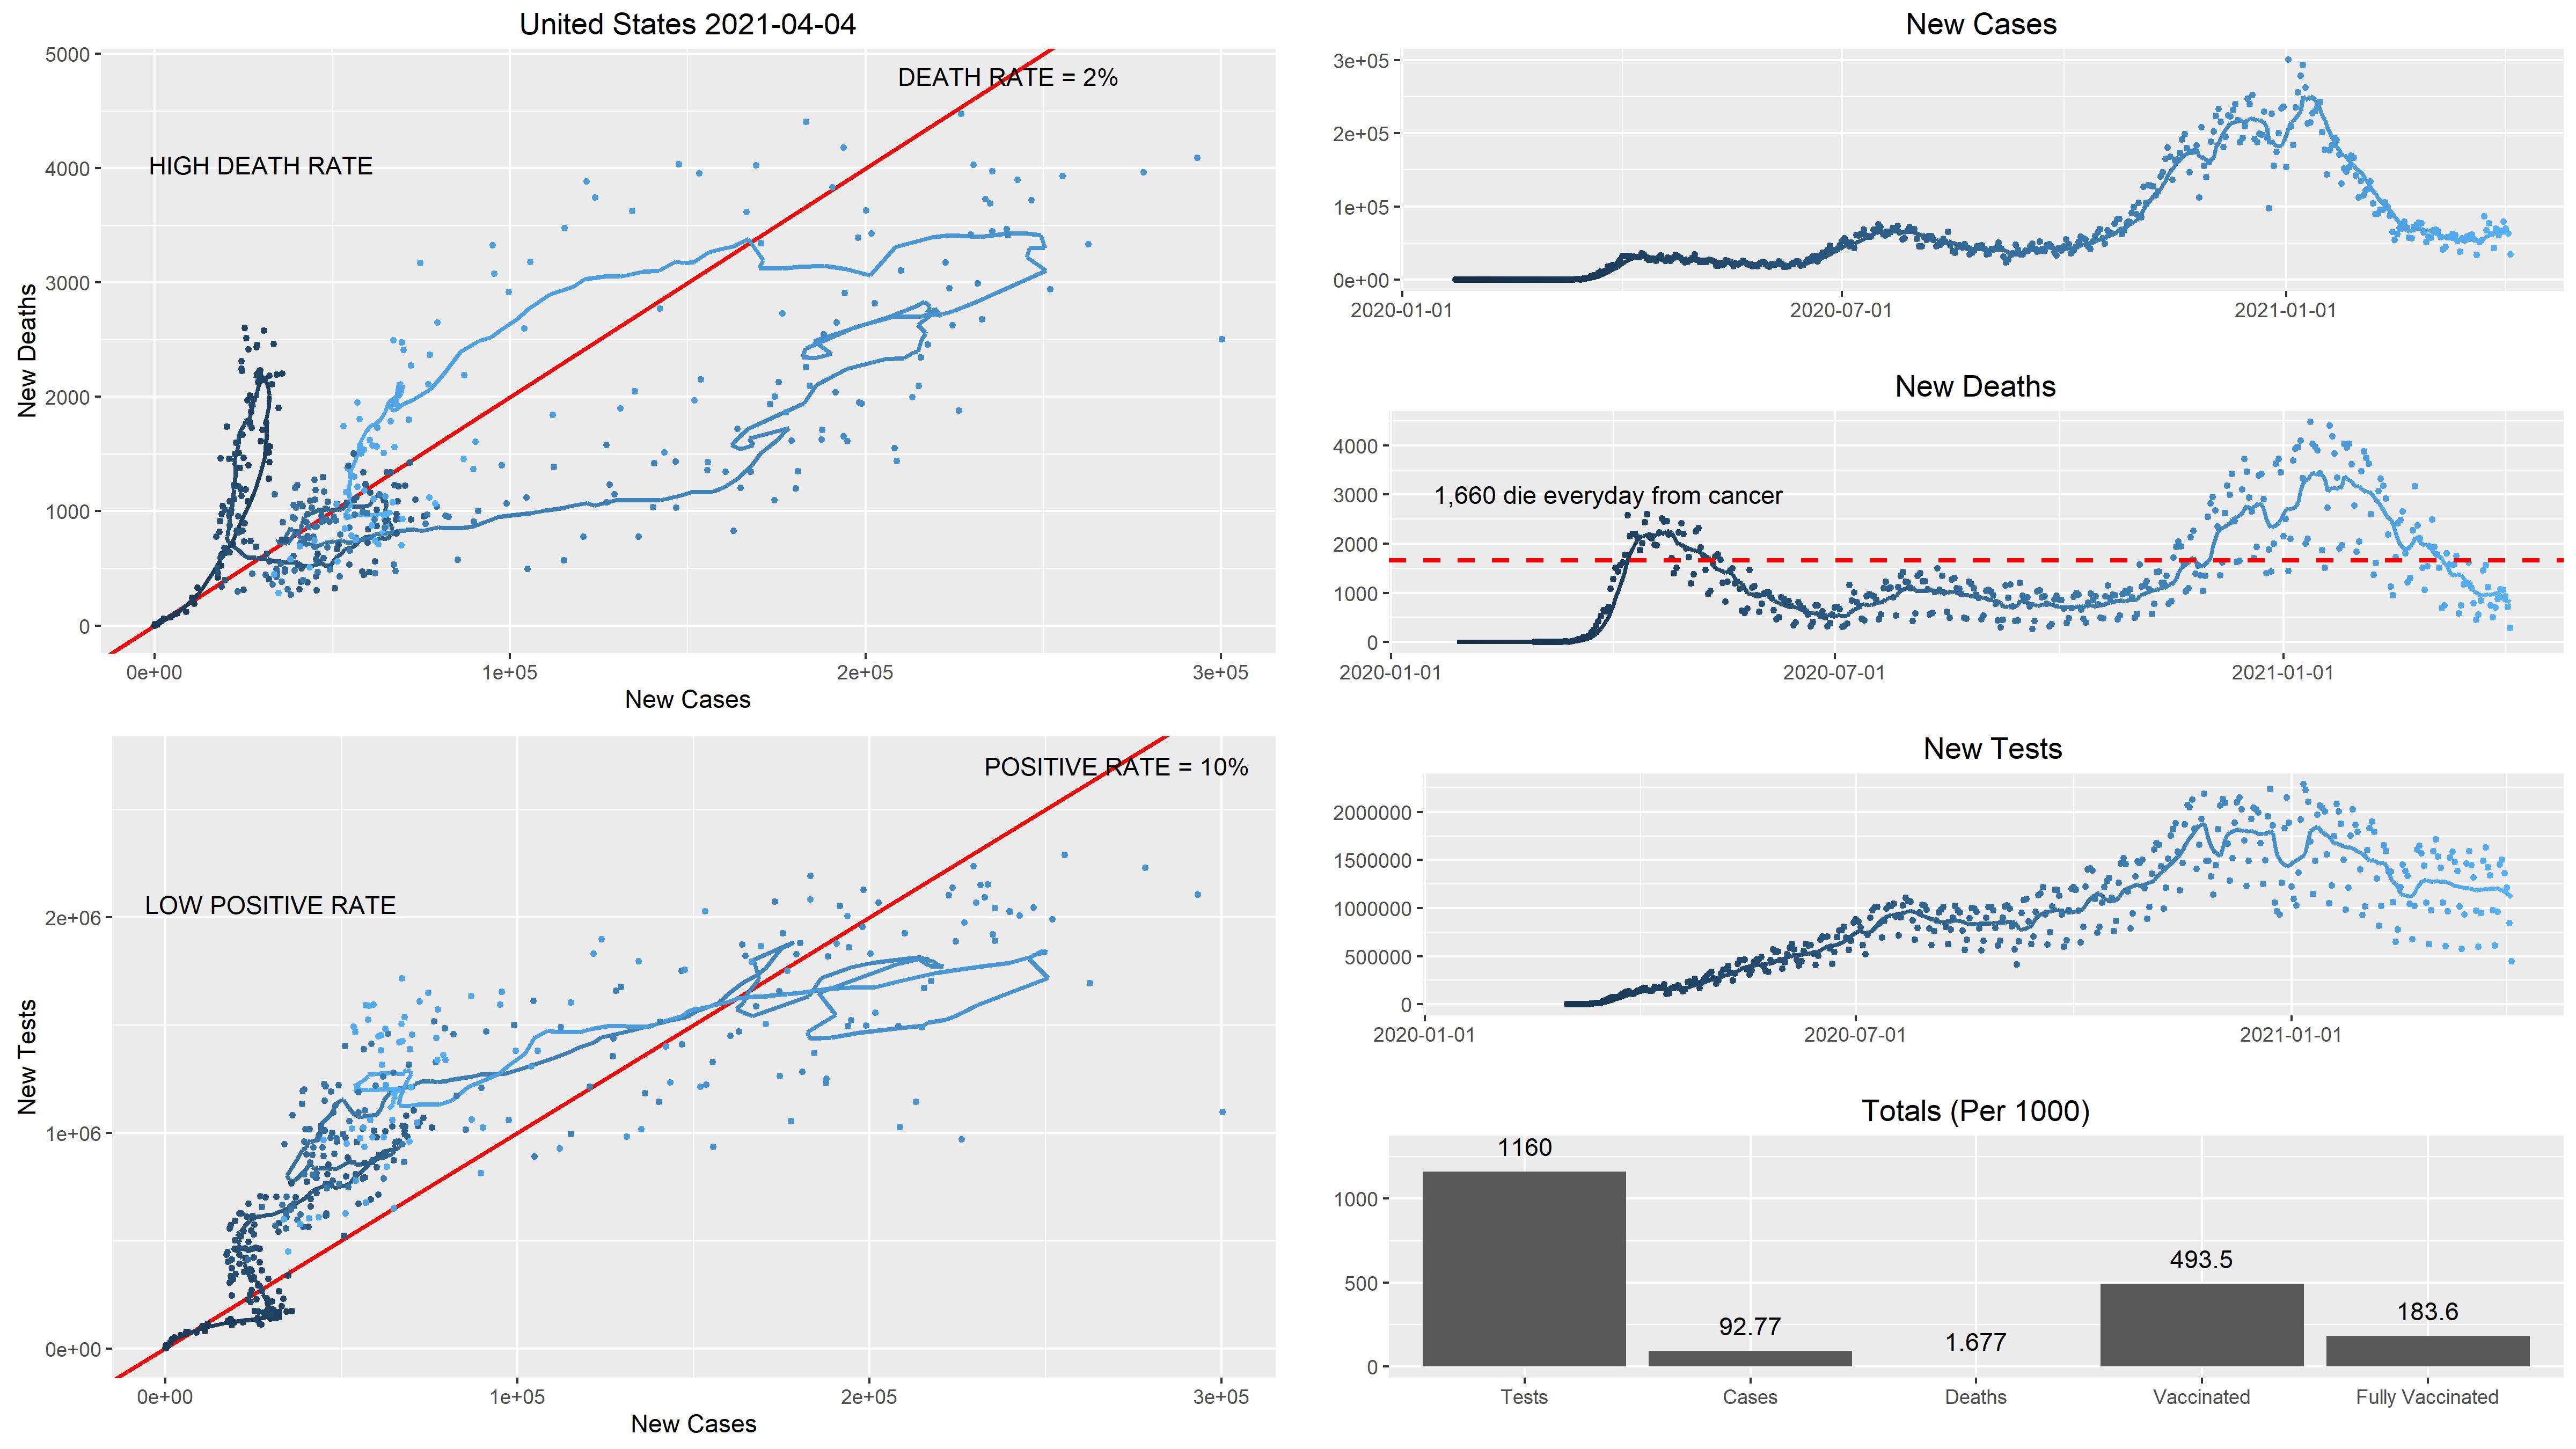 United States 2021-04-04
5000
4000
3000
2000
1000
0
New Deaths
DEATH RATE = 2%
HIGH DEATH RATE
0e+00 1e+05 2e+05 3e+05
New Cases
New Cases
3e+05
2e+05
1e+05
0e+00
2020-01-01 2020-07-01 2021-01-01
New Deaths
4000
3000
2000
1000
0
1,660 die everyday from cancer
2020-01-01 2020-07-01 2021-01-01
POSITIVE RATE = 10%
LOW POSITIVE RATE
2e+06
1e+06
0e+00
New Tests
0e+00 1e+05 2e+05 3e+05
New Cases
New Tests
2000000
1500000
1000000
500000
0
2020-01-01 2020-07-01 2021-01-01
Totals (Per 1000)
1000
500
0
1160
92.77
1.677
493.5
183.6
Tests Cases Deaths Vaccinated Fully Vaccinated